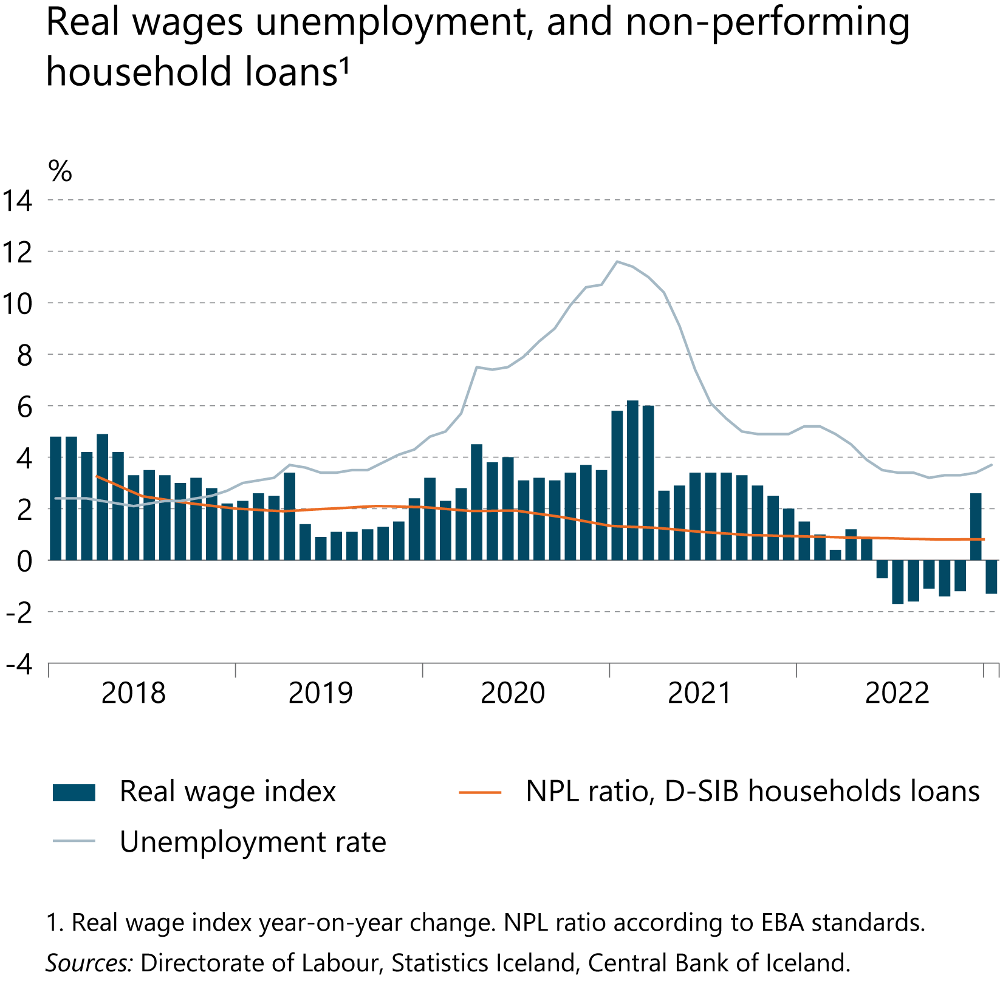 Real wages unemployment, and non-performing
household loans¹
%
14
12
10
8
6
4
2
0
-2
-4
2018 2019 2020 2021 2022
Real wage index NPL ratio, D-SIB households loans
Unemployment rate
1. Real wage index year-on-year change. NPL ratio according to EBA standards.
Sources: Directorate of Labour, Statistics Iceland, Central Bank of Iceland.